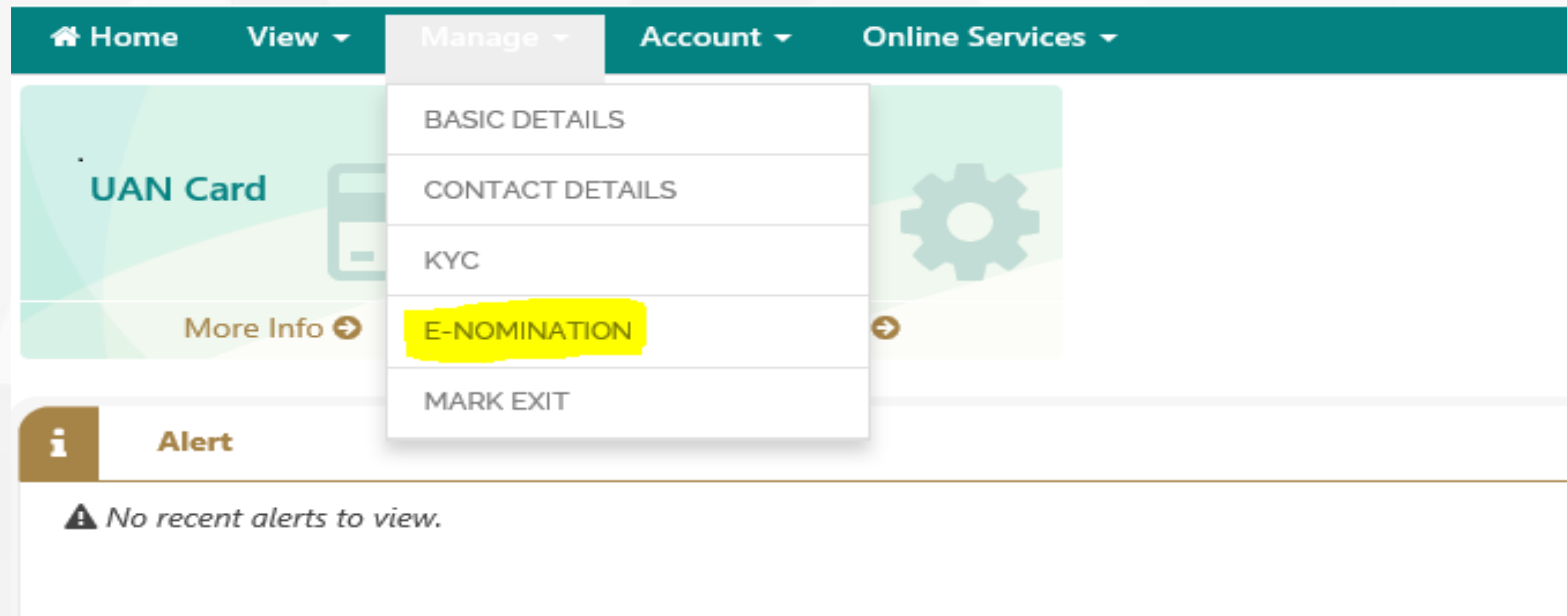 Home View Manage Account Online Services
BASIC DETAILS
UAN Card
CONTACT DETAILS
KYC
More Info
E-NOMINATION
MARK EXIT
i Alert
No recent alerts to view.